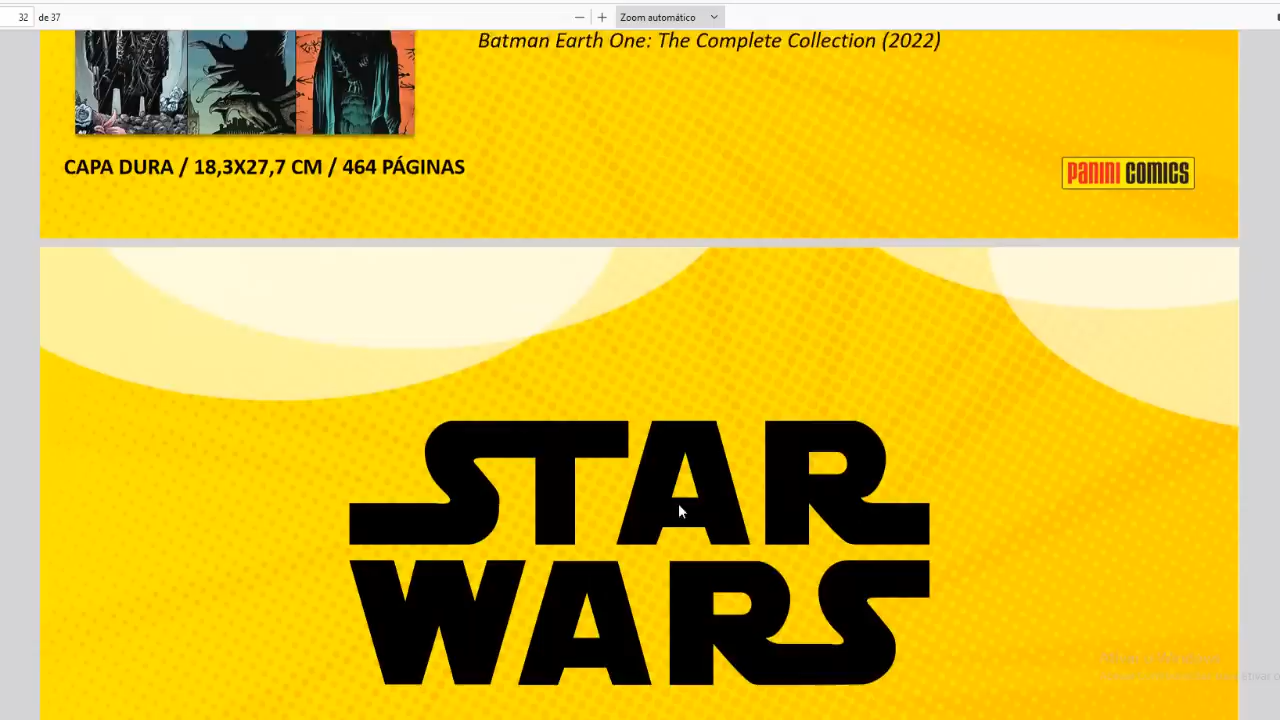 32 de 37
Zoom automático
Batman Earth One: The Complete Collection (2022)
CAPA DURA / 18,3X27,7 CM / 464 PÁGINAS
PANINI COMICS
STAR
WARS